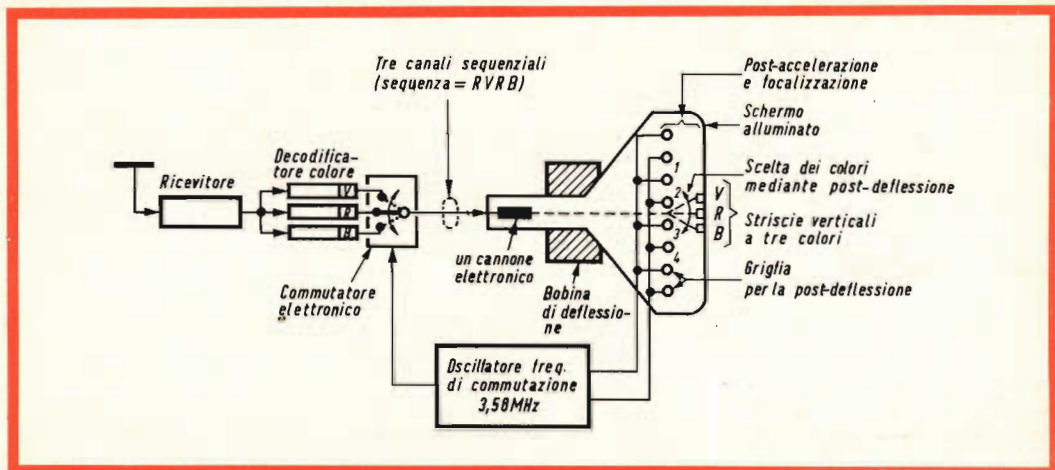 Tre canali sequenziali
(sequenza = RVRB)
Post-accelerazione
e focalizzazione
Schermo
alluminato
Decodifica-
tore colore
Ricevitore
V
R
B
Scelta dei colori
mediante post-deflessione
1
2
3
4
V
R
B
Striscie verticali
a tre colori
un cannone
elettronico
Commutatore
elettronico
Bobina
di deflessio-
ne
Griglia
per la post-deflessione
Oscillatore freq.
di commutazione
3,58MHz